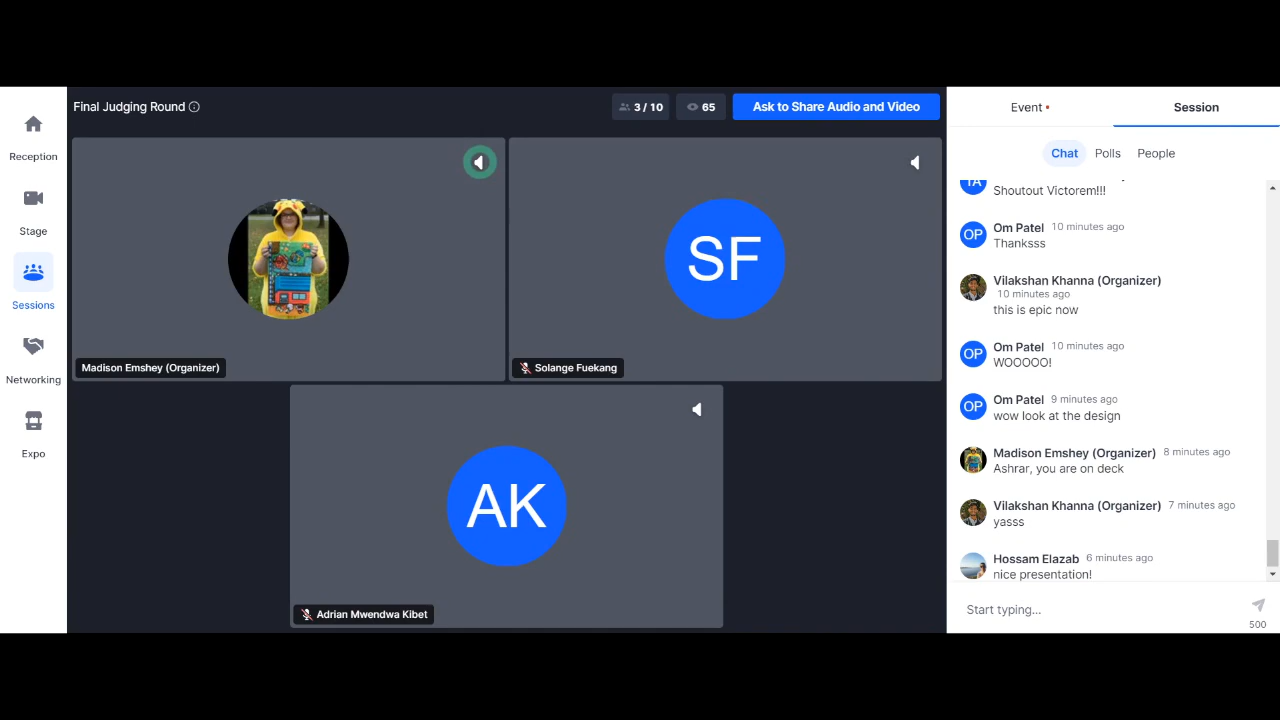 Reception
Stage
Sessions
Networking
Expo
Final Judging Round
3 / 10
65
Ask to Share Audio and Video
Madison Emshey (Organizer)
SF
Solange Fuekang
AK
Adrian Mwendwa Kibet
Event
Session
Chat
Polls
People
TA
Shoutout Victorem!!!
OP
Om Patel 10 minutes ago
Thanksss
Vilakshan Khanna (Organizer)
10 minutes ago
this is epic now
OP
Om Patel 10 minutes ago
WOOOOO!
OP
Om Patel 9 minutes ago
wow look at the design
Madison Emshey (Organizer) 8 minutes ago
Ashrar, you are on deck
Vilakshan Khanna (Organizer) 7 minutes ago
yasss
Hossam Elazab 6 minutes ago
nice presentation!
Start typing...
500